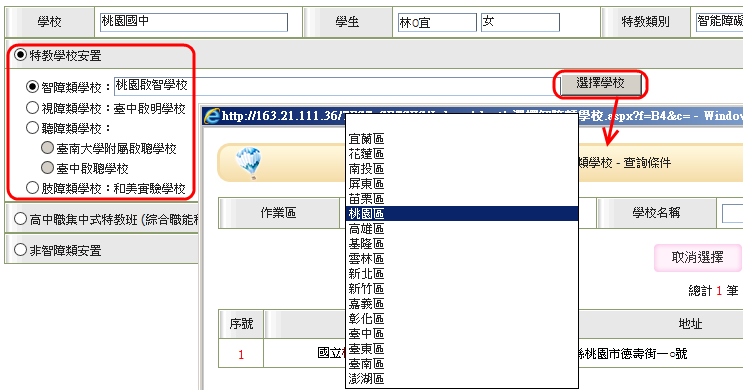 學校 桃園國中 學生 林O宜 女 特教類別 智能障礙
特教學校安置
智障類學校：桃園啟智學校 選擇學校
視障類學校：臺中啟明學校
聽障類學校：
臺南大學附屬啟聰學校
臺中啟聰學校
肢障類學校：和美實驗學校
高中職集中式特教班 (綜合職能
非智障類安置
http://163.21.111.36/ 學校.aspx?f=B4&c= - Window
類學校 - 查詢條件
作業區 學校名稱
宜蘭區
花蓮區
南投區
屏東區
苗栗區
桃園區
高雄區
基隆區
雲林區
新北區
新竹區
嘉義區
彰化區
臺中區
臺東區
臺南區
澎湖區
取消選擇
總計 1 筆
序號 地址
1 國立 縣桃園市德壽街一○號